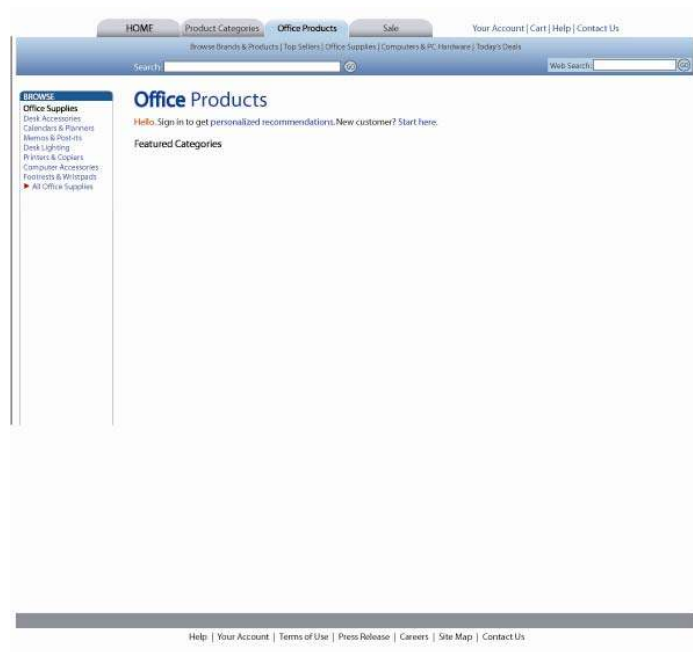 HOME Product Categories Office Products Sale Your Account | Cart | Help | Contact Us
Browse Brands & Products | Top Sellers | Office Supplies | Computers & PC Hardware | Today's Deals
Search: GO Web Search: GO
BROWSE
Office Supplies
Desk Accessories
Calendars & Planners
Memos & Post-its
Desk Lighting
Printers & Copiers
Computer Accessories
Footrests & Wristpads
All Office Supplies
Office Products
Hello. Sign in to get personalized recommendations. New customer? Start here.
Featured Categories
Help | Your Account | Terms of Use | Press Release | Careers | Site Map | Contact Us